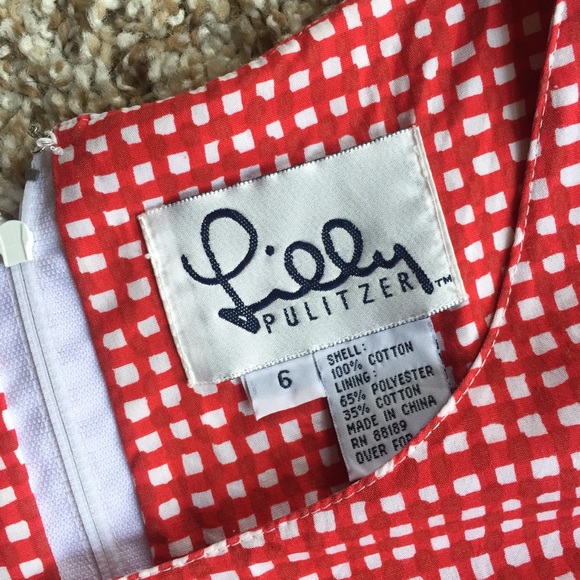 Lilly
PULITZER™
6
SHELL:
100% COTTON
LINING:
65% POLYESTER
35% COTTON
MADE IN CHINA
RN 88189
OVER FOR